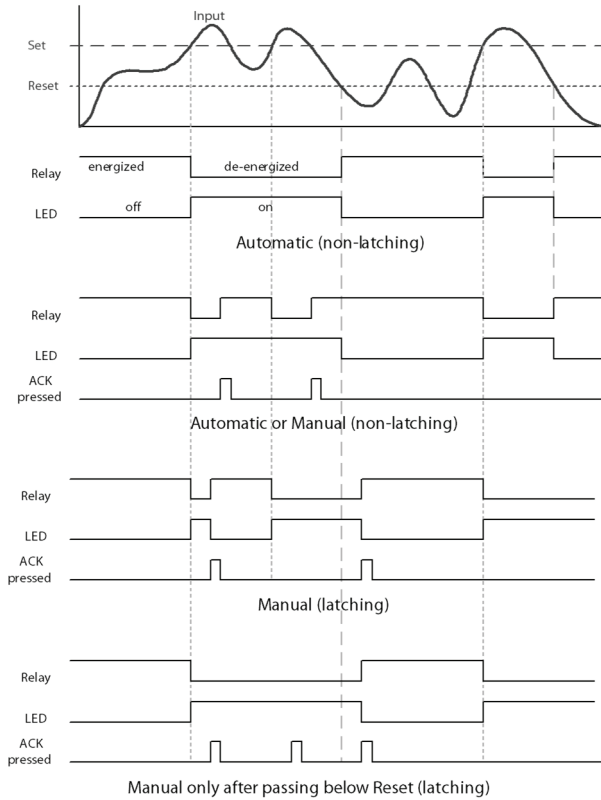 Input
Set
Reset
energized
de-energized
Relay
LED
off
on
Automatic (non-latching)
Relay
LED
ACK
pressed
Automatic or Manual (non-latching)
Relay
LED
ACK
pressed
Manual (latching)
Relay
LED
ACK
pressed
Manual only after passing below Reset (latching)